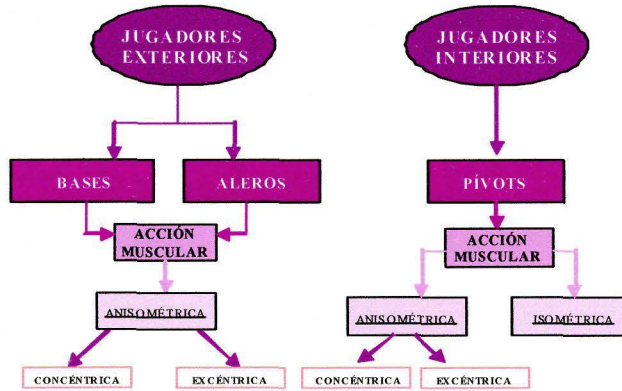 JUGADORES
EXTERIORES
BASES
ALEROS
ACCIÓN
MUSCULAR
ANISOMÉTRICA
CONCÉNTRICA
EXCÉNTRICA
JUGADORES
INTERIORES
PÍVOTS
ACCIÓN
MUSCULAR
ANISOMÉTRICA
ISOMÉTRICA
CONCÉNTRICA
EXCÉNTRICA